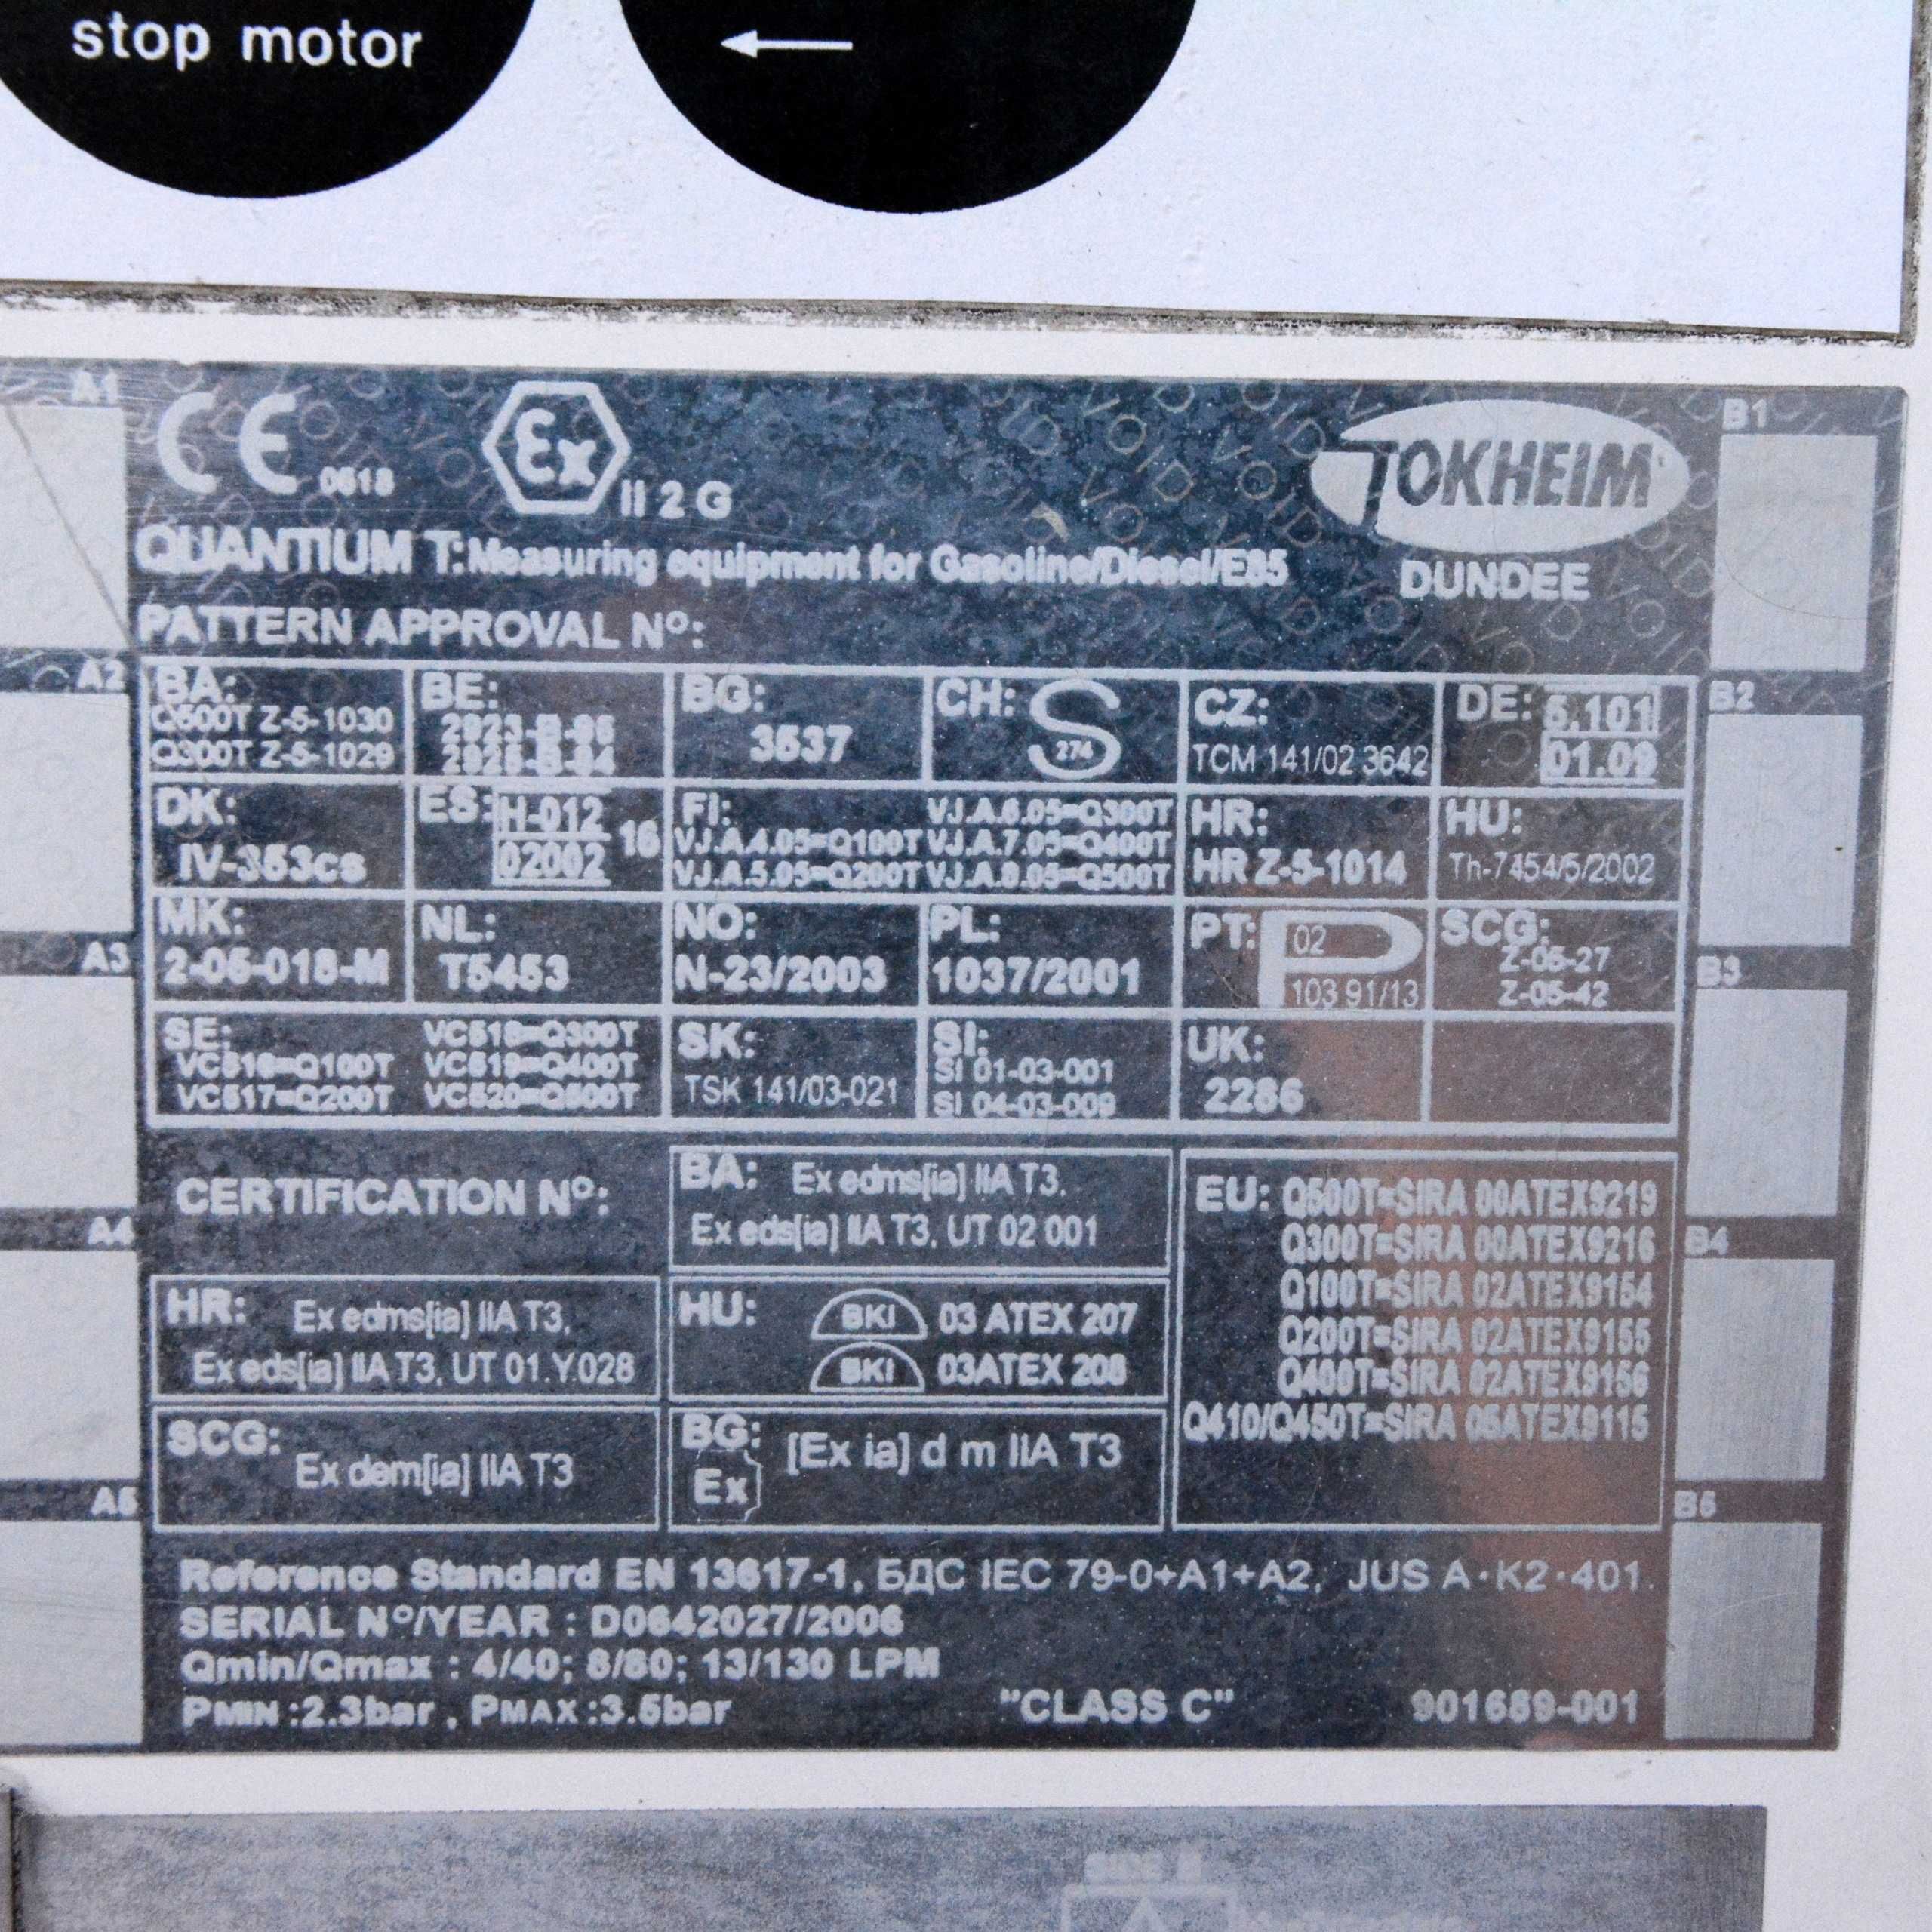 stop motor
A1
B1
CE 0518
Ex II 2 G
TOKHEIM
DUNDEE
QUANTIUM T: Measuring equipment for Gasoline/Diesel/E85
PATTERN APPROVAL Nº:
A2
B2
BA:
Q500T Z-5-1030
Q300T Z-5-1029
BE:
BG:
3537
CH: S
274
CZ:
TCM 141/02 3642
DE: 5.101
01.09
DK:
IV-353cs
ES: H-012 16
02002
FI:
V.J.A.4.05=Q100T
V.J.A.5.05=Q200T
V.J.A.6.05=Q300T
V.J.A.7.05=Q400T
V.J.A.8.05=Q500T
HR:
HR Z-5-1014
HU:
Th-7454/5/2002
A3
B3
MK:
2-05-018-M
NL:
T5453
NO:
N-23/2003
PL:
1037/2001
PT: P 02
103 91/13
SCG:
Z-05-27
Z-05-42
SE:
VC516=Q100T
VC517=Q200T
VC518=Q300T
VC519=Q400T
VC520=Q500T
SK:
TSK 141/03-021
SI:
SI 01-03-001
SI 04-03-009
UK:
2286
A4
B4
CERTIFICATION Nº:
BA: Ex edms[ia] IIA T3,
Ex eds[ia] IIA T3, UT 02 001
EU: Q500T=SIRA 00ATEX9219
Q300T=SIRA 00ATEX9216
Q100T=SIRA 02ATEX9154
Q200T=SIRA 02ATEX9155
Q400T=SIRA 02ATEX9156
Q410/Q450T=SIRA 05ATEX9115
HR: Ex edms[ia] IIA T3,
Ex eds[ia] IIA T3, UT 01.Y.028
HU: BKI 03 ATEX 207
BKI 03ATEX 208
SCG:
Ex dem[ia] IIA T3
BG: [Ex ia] d m IIA T3
Ex
A5
B5
Reference Standard EN 13617-1, БДС IEC 79-0+A1+A2, JUS A·K2·401.
SERIAL Nº/YEAR : D0642027/2006
Qmin/Qmax : 4/40; 8/80; 13/130 LPM
PMIN :2.3bar , PMAX :3.5bar "CLASS C" 901689-001